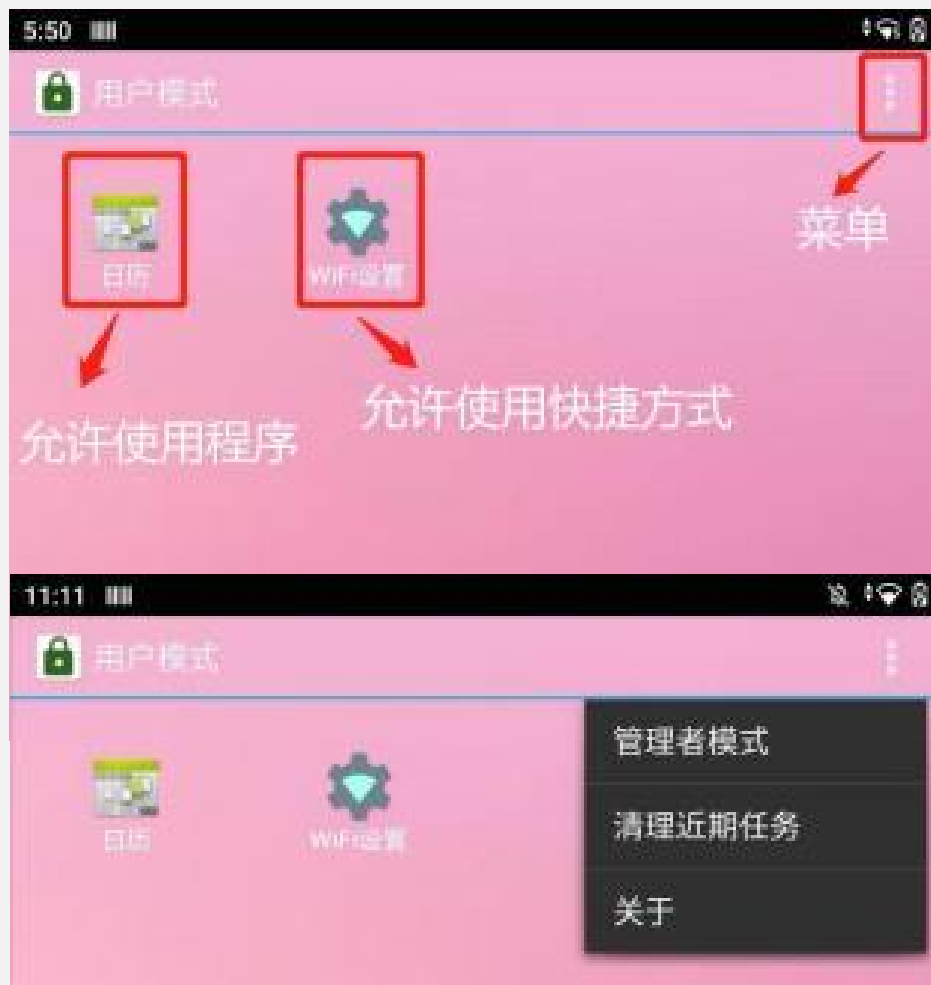 5:50
用户模式
菜单
日历
WiFi设置
允许使用快捷方式
允许使用程序
11:11
用户模式
管理者模式
日历
WiFi设置
清理近期任务
关于